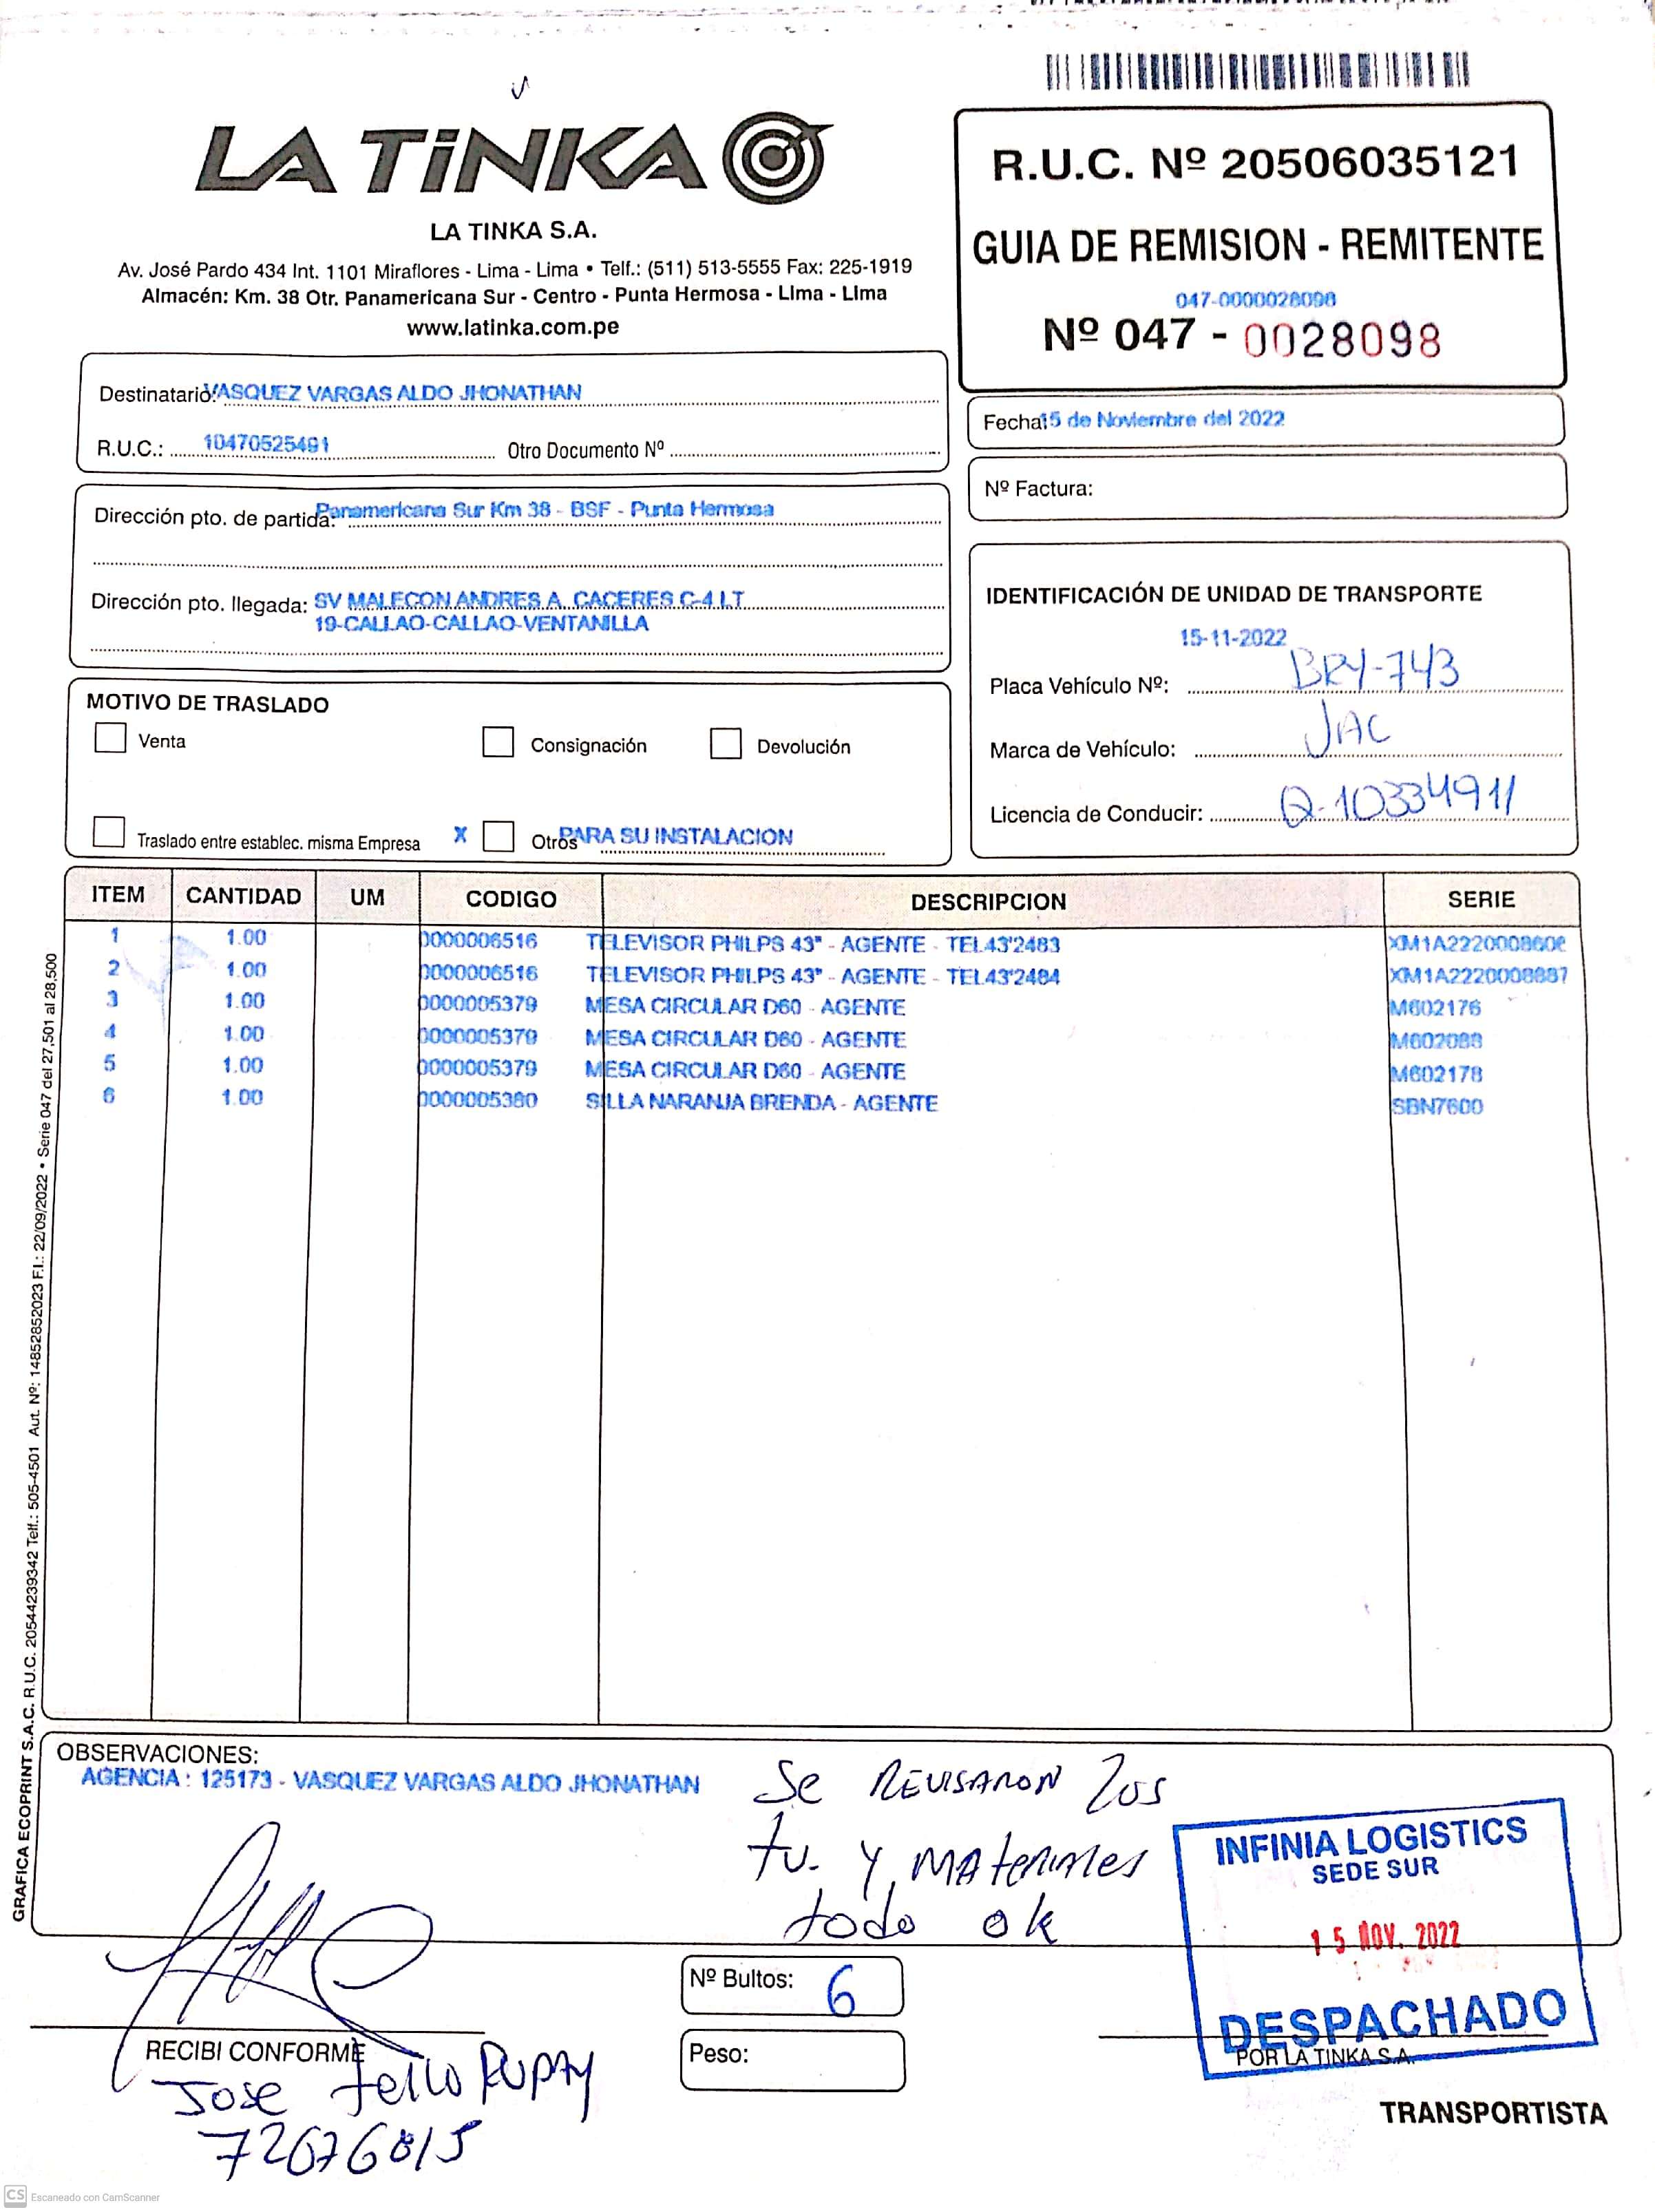 LA TiNKA
LA TINKA S.A.
Av. José Pardo 434 Int. 1101 Miraflores - Lima - Lima • Telf.: (511) 513-5555 Fax: 225-1919
Almacén: Km. 38 Otr. Panamericana Sur - Centro - Punta Hermosa - LIma - LIma
www.latinka.com.pe
R.U.C. Nº 20506035121
GUIA DE REMISION - REMITENTE
047-0000028098
Nº 047 - 0028098
Destinatario: VASQUEZ VARGAS ALDO JHONATHAN
R.U.C.: 10470525491 Otro Documento Nº
Fecha: 15 de Noviembre del 2022
Nº Factura:
Dirección pto. de partida: Panamericana Sur Km 38 - BSF - Punta Hermosa
Dirección pto. llegada: SV MALECON ANDRES A. CACERES C-4 LT
19-CALLAO-CALLAO-VENTANILLA
IDENTIFICACIÓN DE UNIDAD DE TRANSPORTE
15-11-2022
Placa Vehículo Nº: BRY-743
Marca de Vehículo: JAC
Licencia de Conducir: Q-10334911
MOTIVO DE TRASLADO
Venta Consignación Devolución
Traslado entre establec. misma Empresa X Otros PARA SU INSTALACION
ITEM CANTIDAD UM CODIGO DESCRIPCION SERIE
1 1.00 0000006516 TELEVISOR PHILPS 43" - AGENTE - TEL43'2483
2 1.00 0000006516 TELEVISOR PHILPS 43" - AGENTE - TEL43'2484 XM1A2220008887
3 1.00 0000005379 MESA CIRCULAR D60 - AGENTE M602176
4 1.00 0000005379 MESA CIRCULAR D60 - AGENTE M602088
5 1.00 0000005379 MESA CIRCULAR D60 - AGENTE M602178
6 1.00 0000005380 SILLA NARANJA BRENDA - AGENTE SBN7600
GRAFICA ECOPRINT S.A.C. R.U.C. 20544239342 Telf.: 505-4501 Aut. Nº: 14852852023 F.I.: 22/09/2022 • Serie 047 del 27,501 al 28,500
OBSERVACIONES:
AGENCIA : 125173 - VASQUEZ VARGAS ALDO JHONATHAN
Se REVISARON LOS
tv. y MAteriales
todo ok
INFINIA LOGISTICS
SEDE SUR
15 NOV. 2022
DESPACHADO
Nº Bultos: 6
Peso:
RECIBI CONFORME
Jose Tello RUPAY
72676815
POR LA TINKA S.A.
TRANSPORTISTA
CS Escaneado con CamScanner